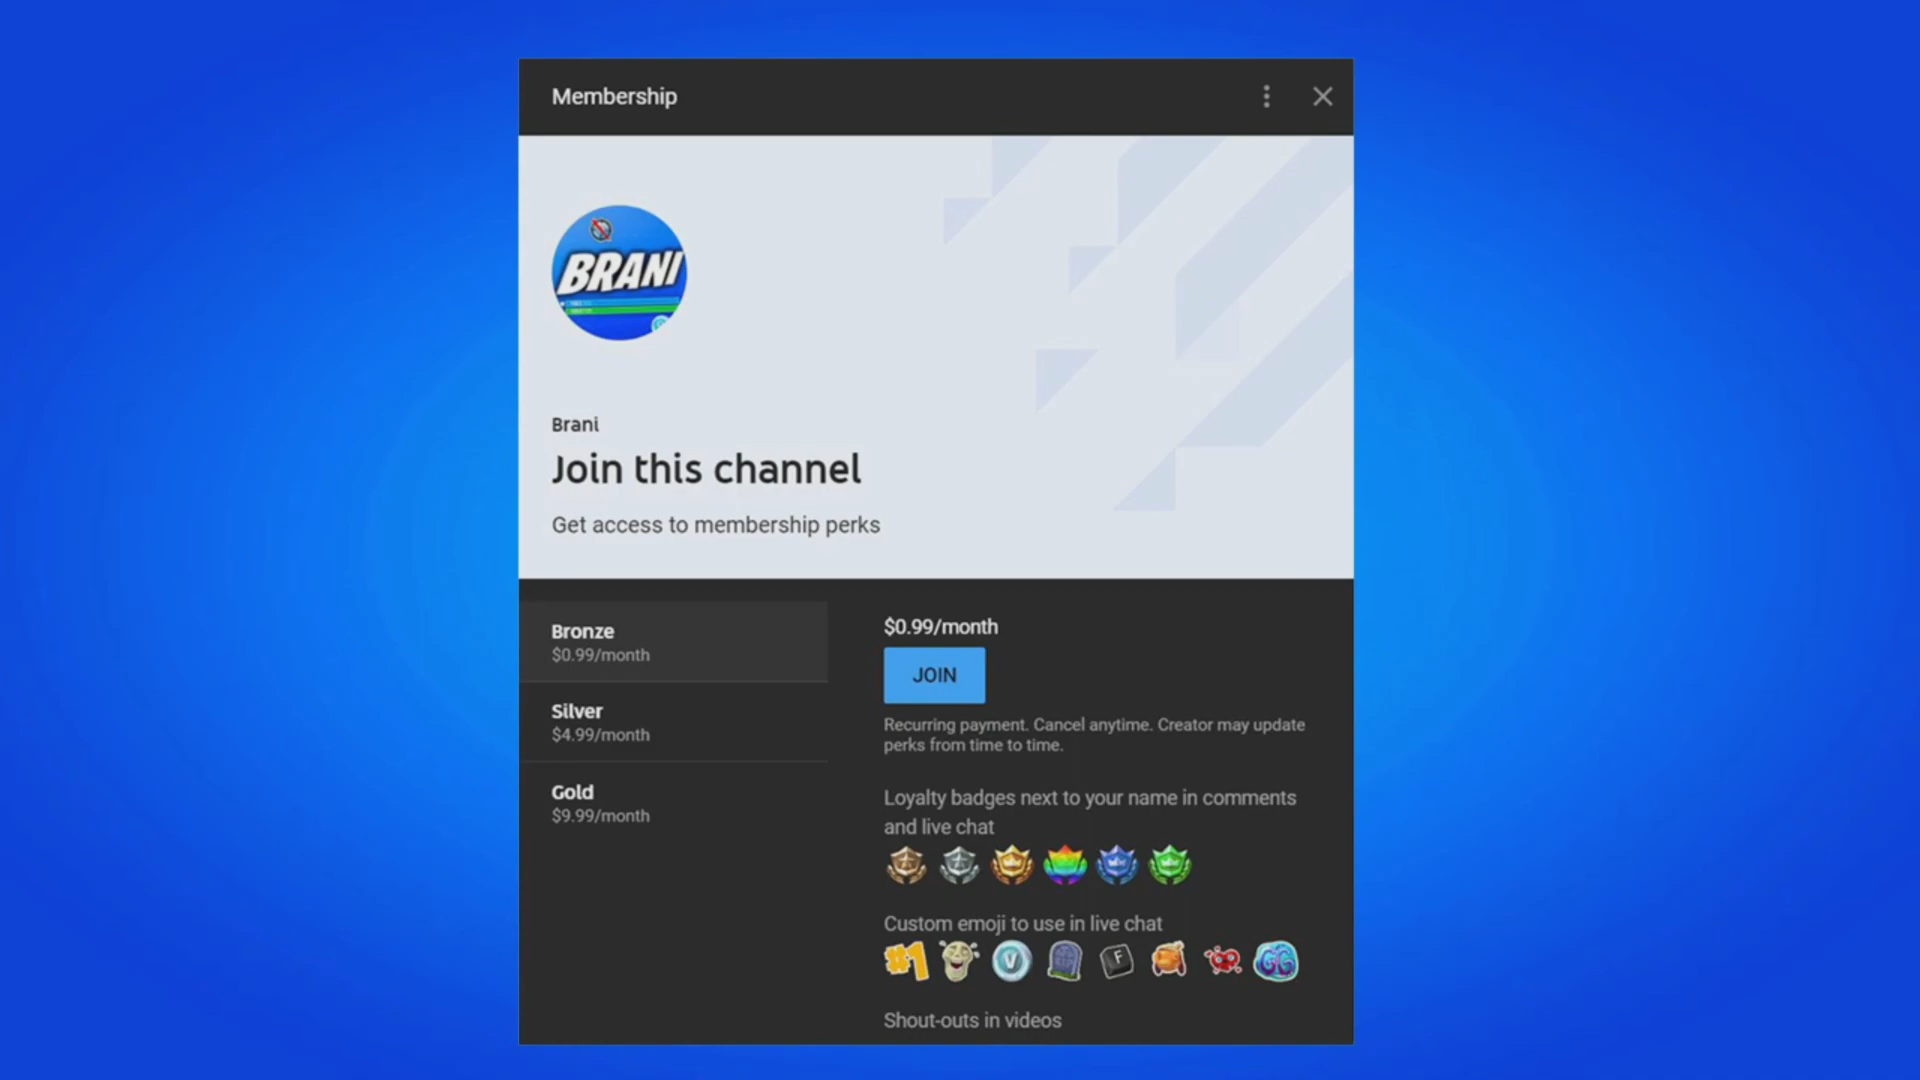 Membership
BRANI
Brani
Join this channel
Get access to membership perks
Bronze
$0.99/month
Silver
$4.99/month
Gold
$9.99/month
$0.99/month
JOIN
Recurring payment. Cancel anytime. Creator may update
perks from time to time.
Loyalty badges next to your name in comments
and live chat
Custom emoji to use in live chat
#1 V F GG
Shout-outs in videos